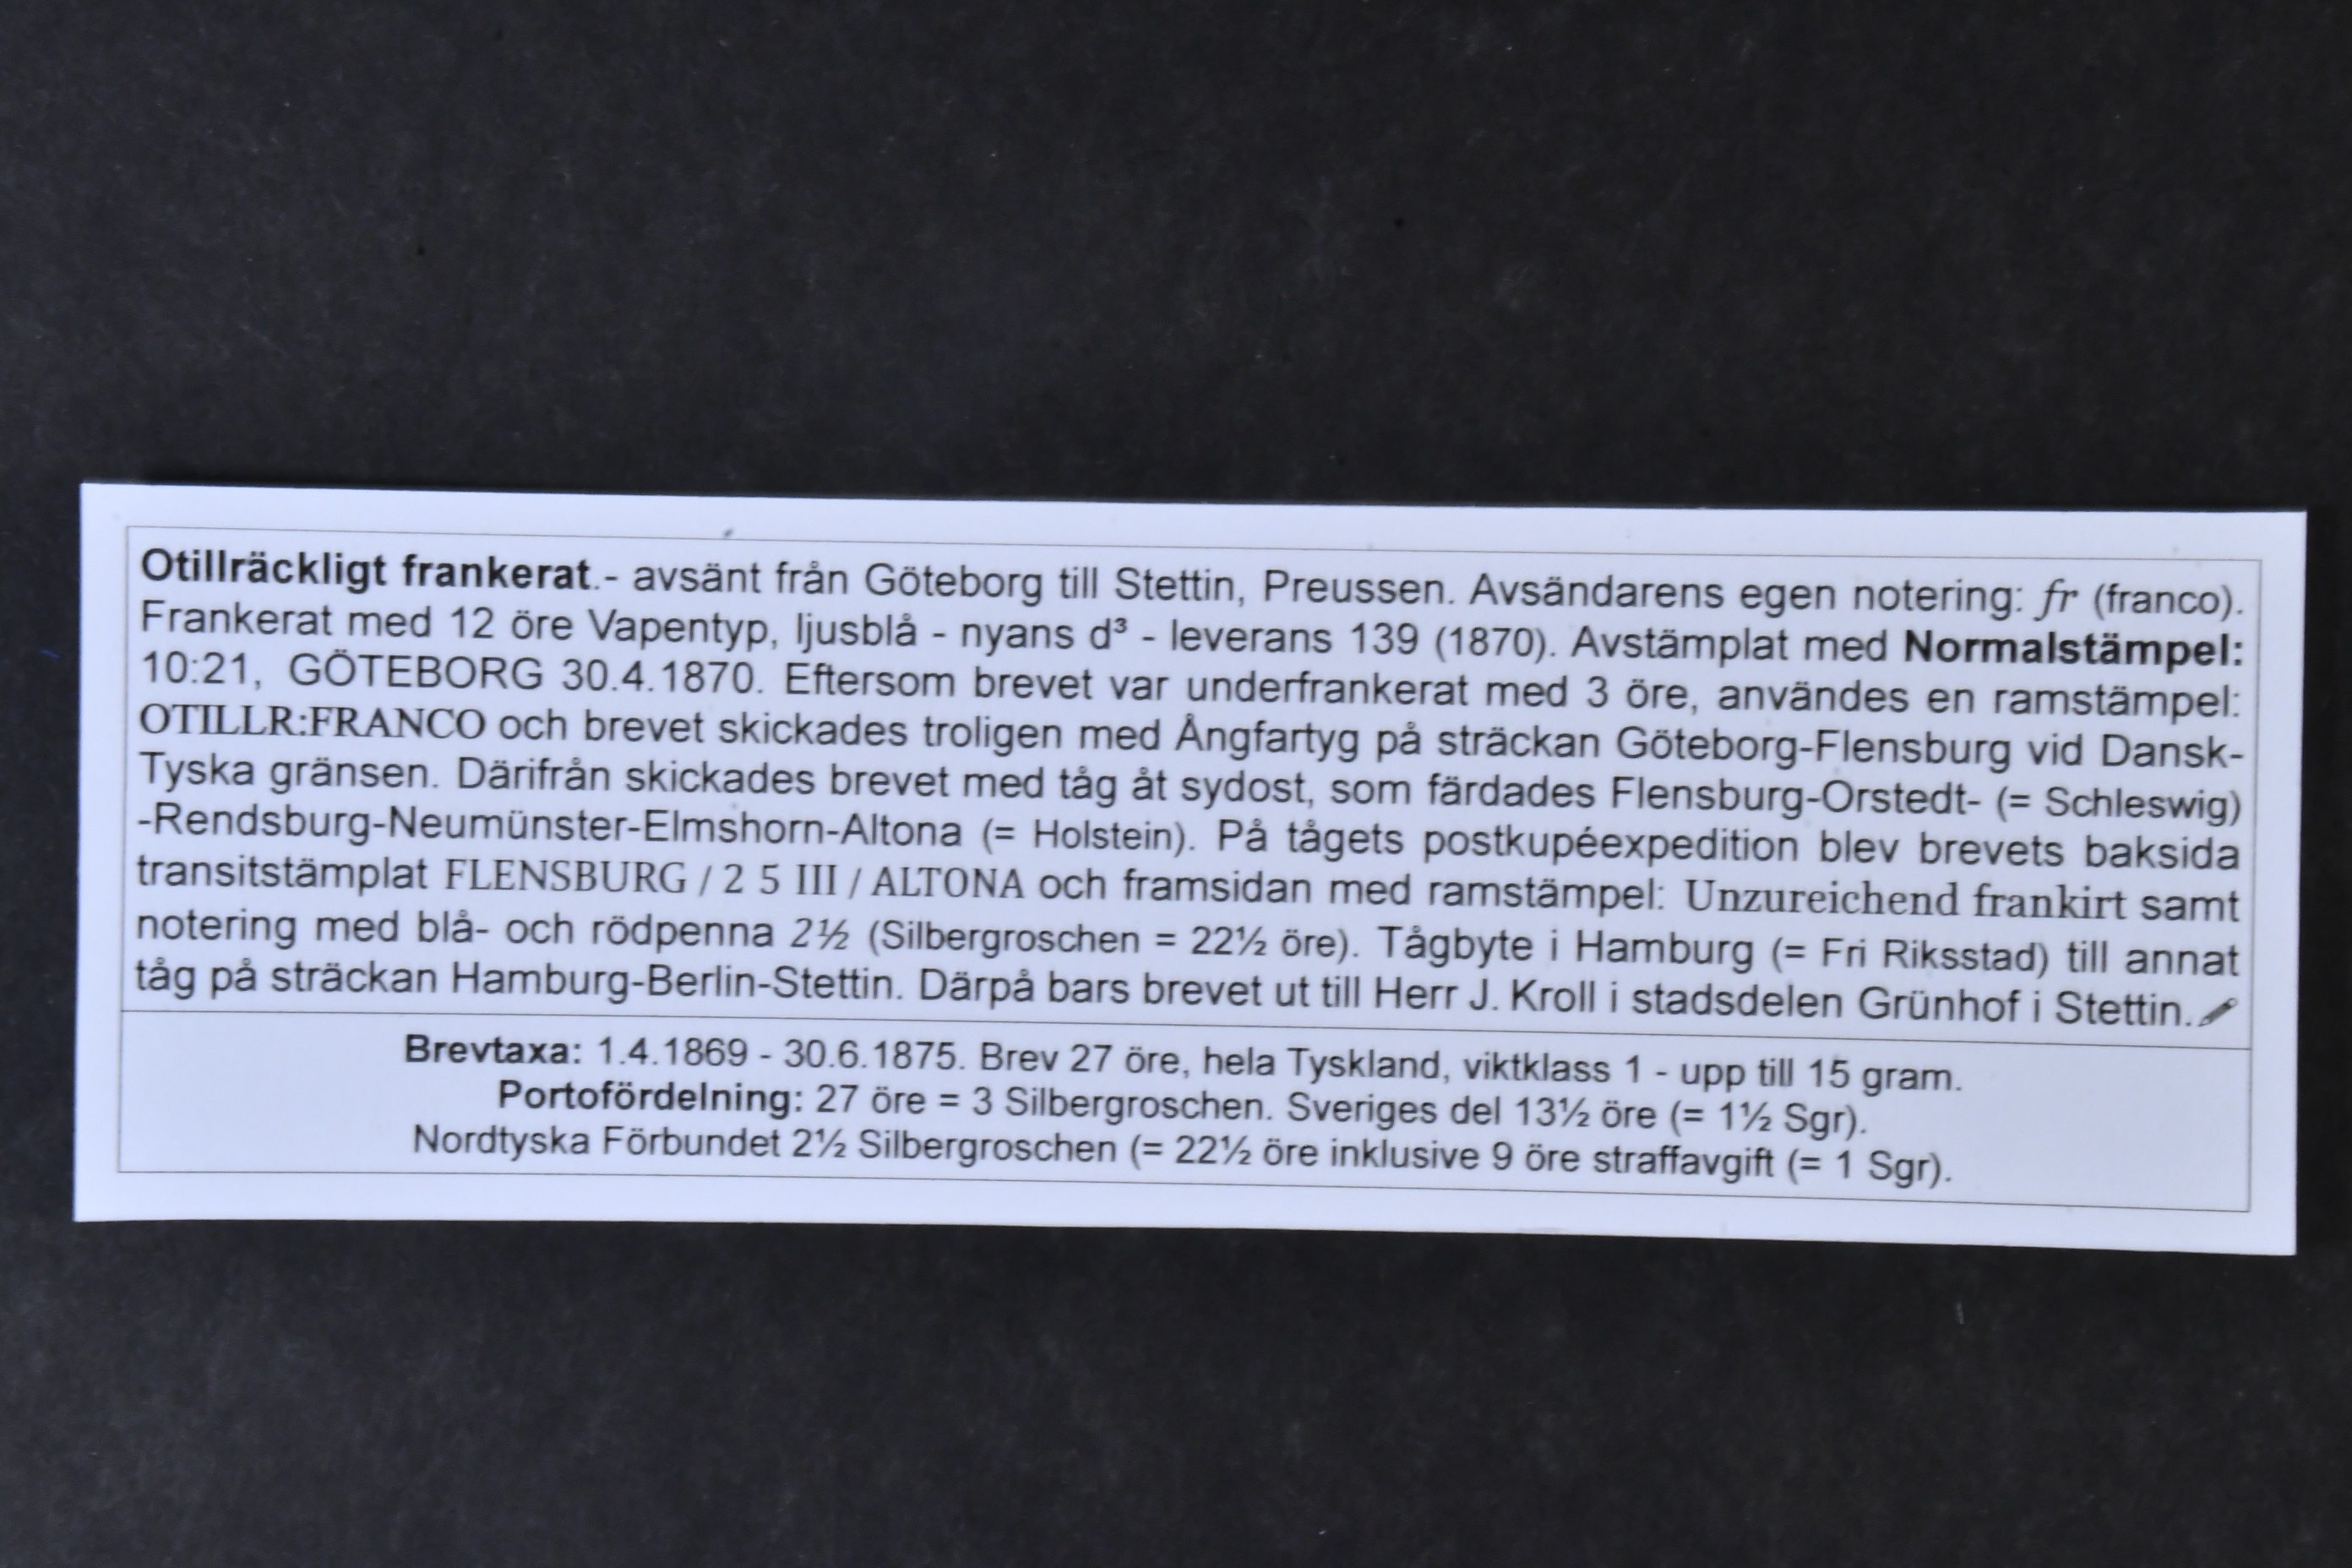 Otillräckligt frankerat.- avsänt från Göteborg till Stettin, Preussen. Avsändarens egen notering: fr (franco).
Frankerat med 12 öre Vapentyp, ljusblå - nyans d³ - leverans 139 (1870). Avstämplat med Normalstämpel:
10:21, GÖTEBORG 30.4.1870. Eftersom brevet var underfrankerat med 3 öre, användes en ramstämpel:
OTILLR:FRANCO och brevet skickades troligen med Ångfartyg på sträckan Göteborg-Flensburg vid Dansk-
Tyska gränsen. Därifrån skickades brevet med tåg åt sydost, som färdades Flensburg-Orstedt- (= Schleswig)
-Rendsburg-Neumünster-Elmshorn-Altona (= Holstein). På tågets postkupéexpedition blev brevets baksida
transitstämplat FLENSBURG / 2 5 III / ALTONA och framsidan med ramstämpel: Unzureichend frankirt samt
notering med blå- och rödpenna 2½ (Silbergroschen = 22½ öre). Tågbyte i Hamburg (= Fri Riksstad) till annat
tåg på sträckan Hamburg-Berlin-Stettin. Därpå bars brevet ut till Herr J. Kroll i stadsdelen Grünhof i Stettin.
Brevtaxa: 1.4.1869 - 30.6.1875. Brev 27 öre, hela Tyskland, viktklass 1 - upp till 15 gram.
Portofördelning: 27 öre = 3 Silbergroschen. Sveriges del 13½ öre (= 1½ Sgr).
Nordtyska Förbundet 2½ Silbergroschen (= 22½ öre inklusive 9 öre straffavgift (= 1 Sgr).